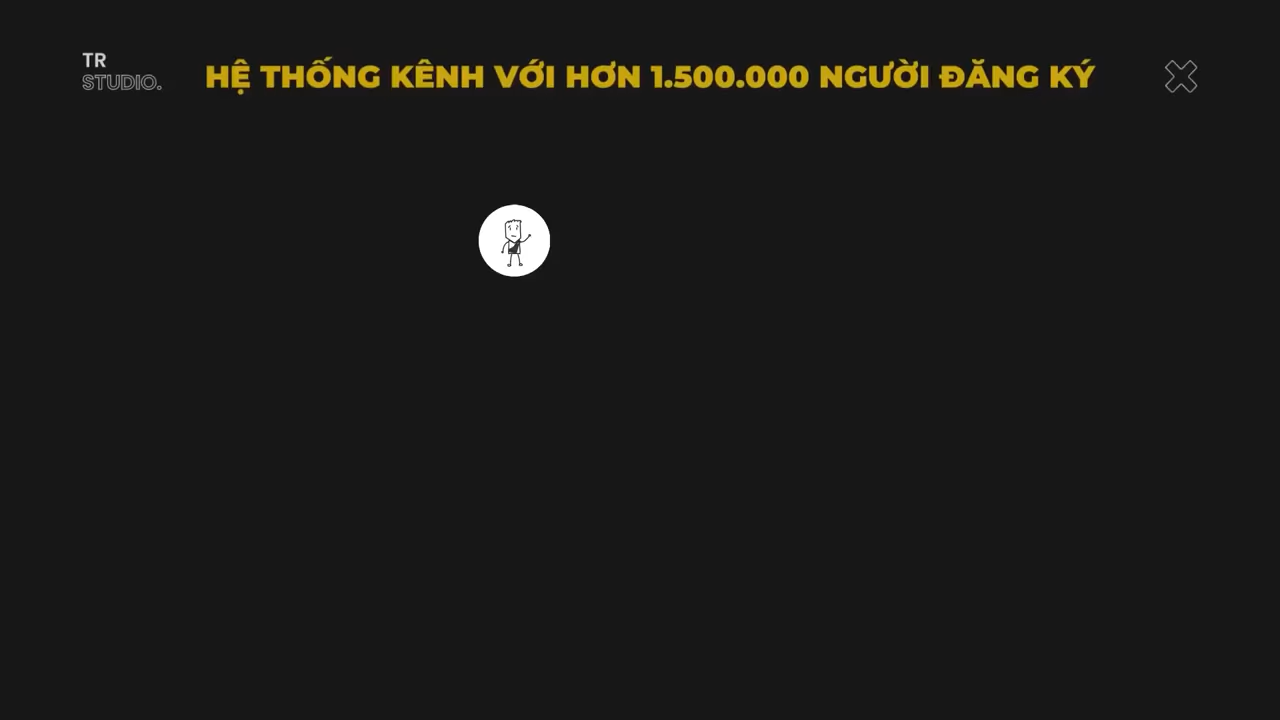 TR
STUDIO.
HỆ THỐNG KÊNH VỚI HƠN 1.500.000 NGƯỜI ĐĂNG KÝ